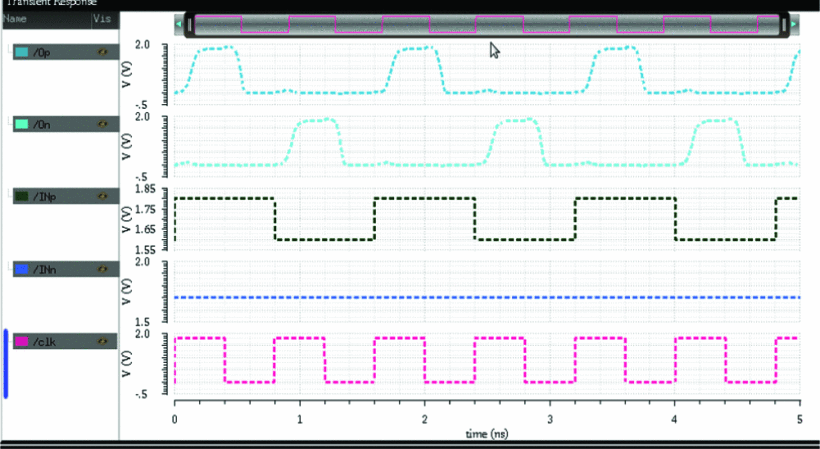 Transient Response
Name Vis
/Op
2.0
V (V)
-.5
/On
2.0
V (V)
-.5
/INp
1.85
1.75
V (V)
1.65
1.55
/INn
2.0
V (V)
1.5
/clk
2.0
V (V)
-.5
0 1 2 3 4 5
time (ns)